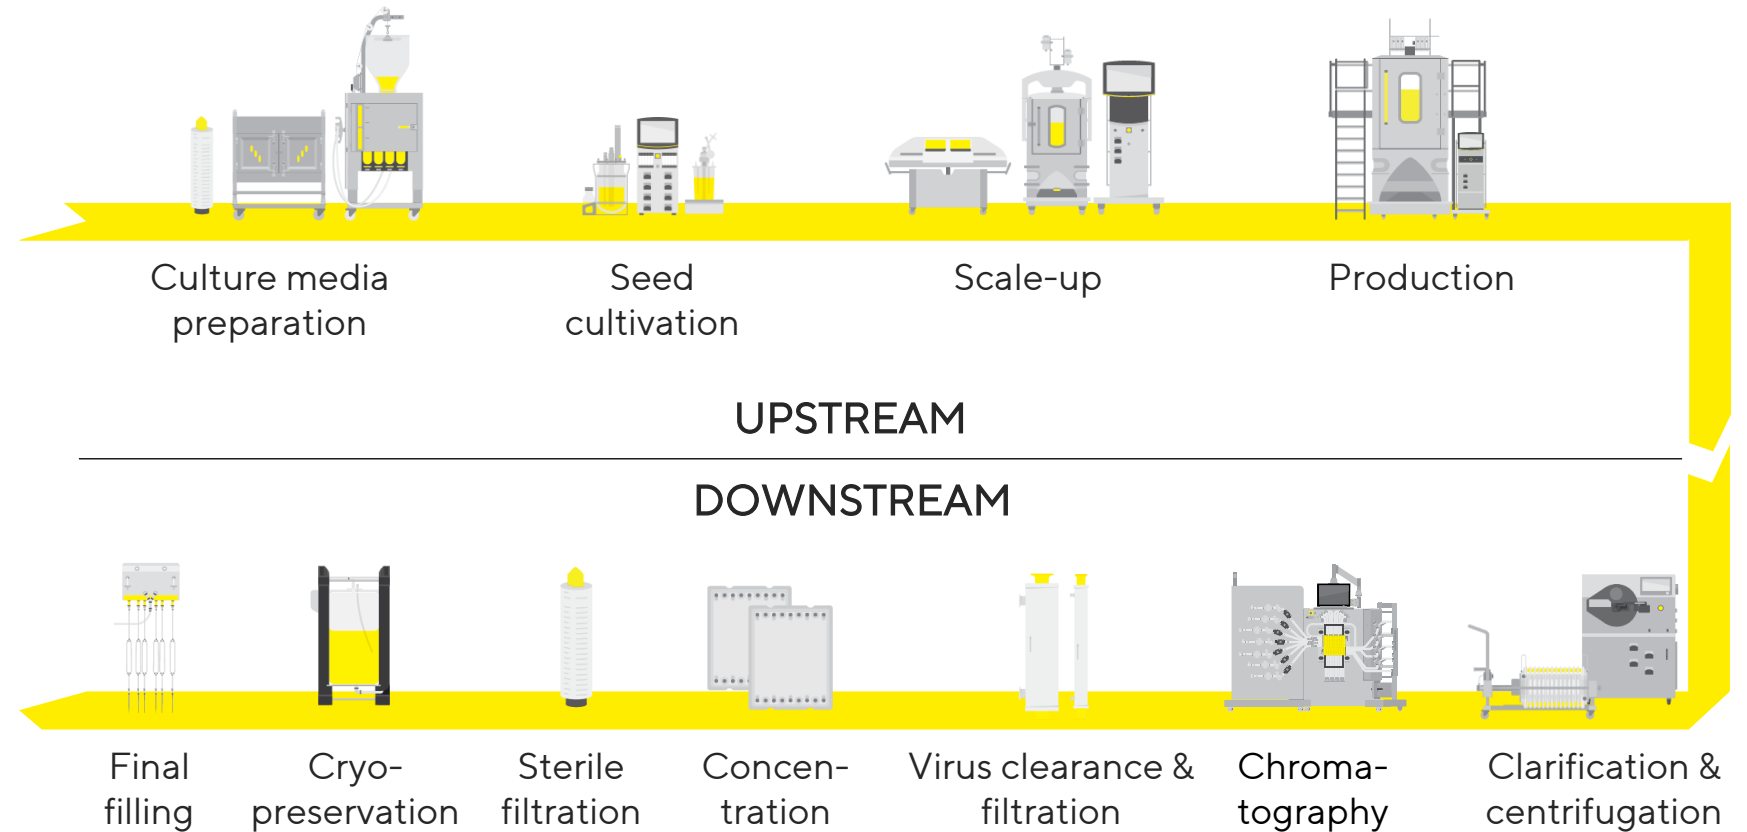 Culture media
preparation
Seed
cultivation
Scale-up
Production
UPSTREAM
DOWNSTREAM
Final
filling
Cryo-
preservation
Sterile
filtration
Concen-
tration
Virus clearance &
filtration
Chroma-
tography
Clarification &
centrifugation